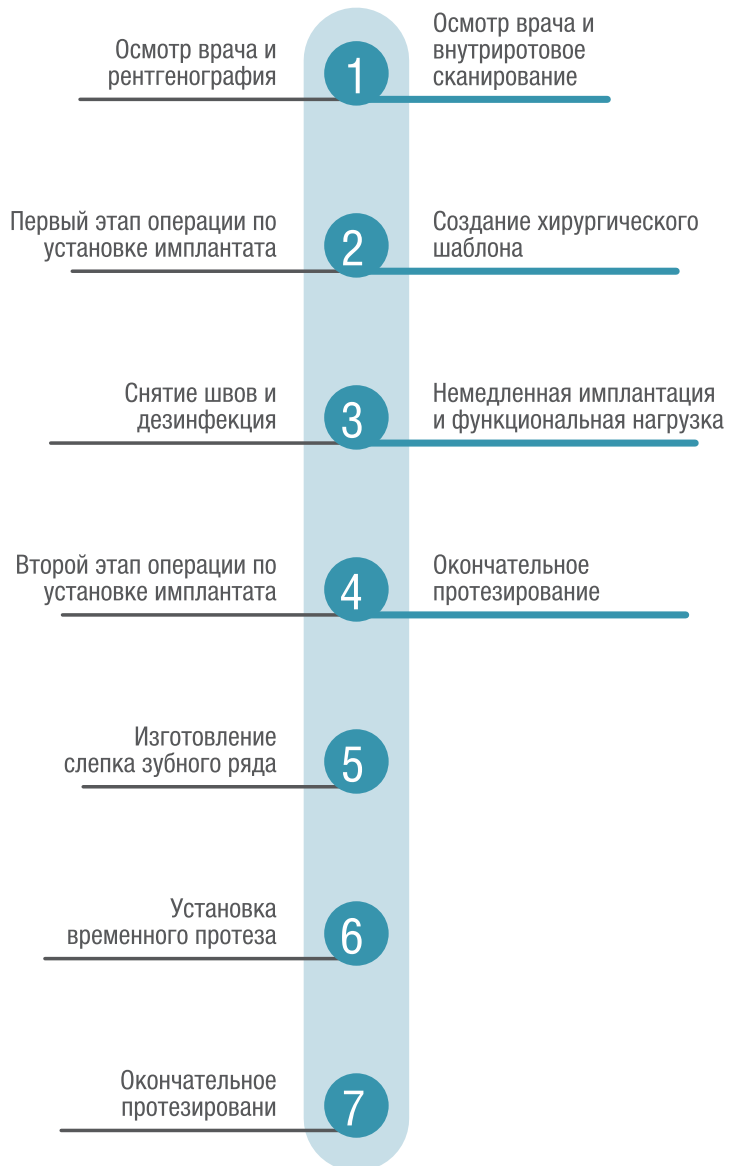 Осмотр врача и
рентгенография
1
Осмотр врача и
внутриротовое
сканирование
Первый этап операции по
установке имплантата
2
Создание хирургического
шаблона
Снятие швов и
дезинфекция
3
Немедленная имплантация
и функциональная нагрузка
Второй этап операции по
установке имплантата
4
Окончательное
протезирование
Изготовление
слепка зубного ряда
5
Установка
временного протеза
6
Окончательное
протезировани
7